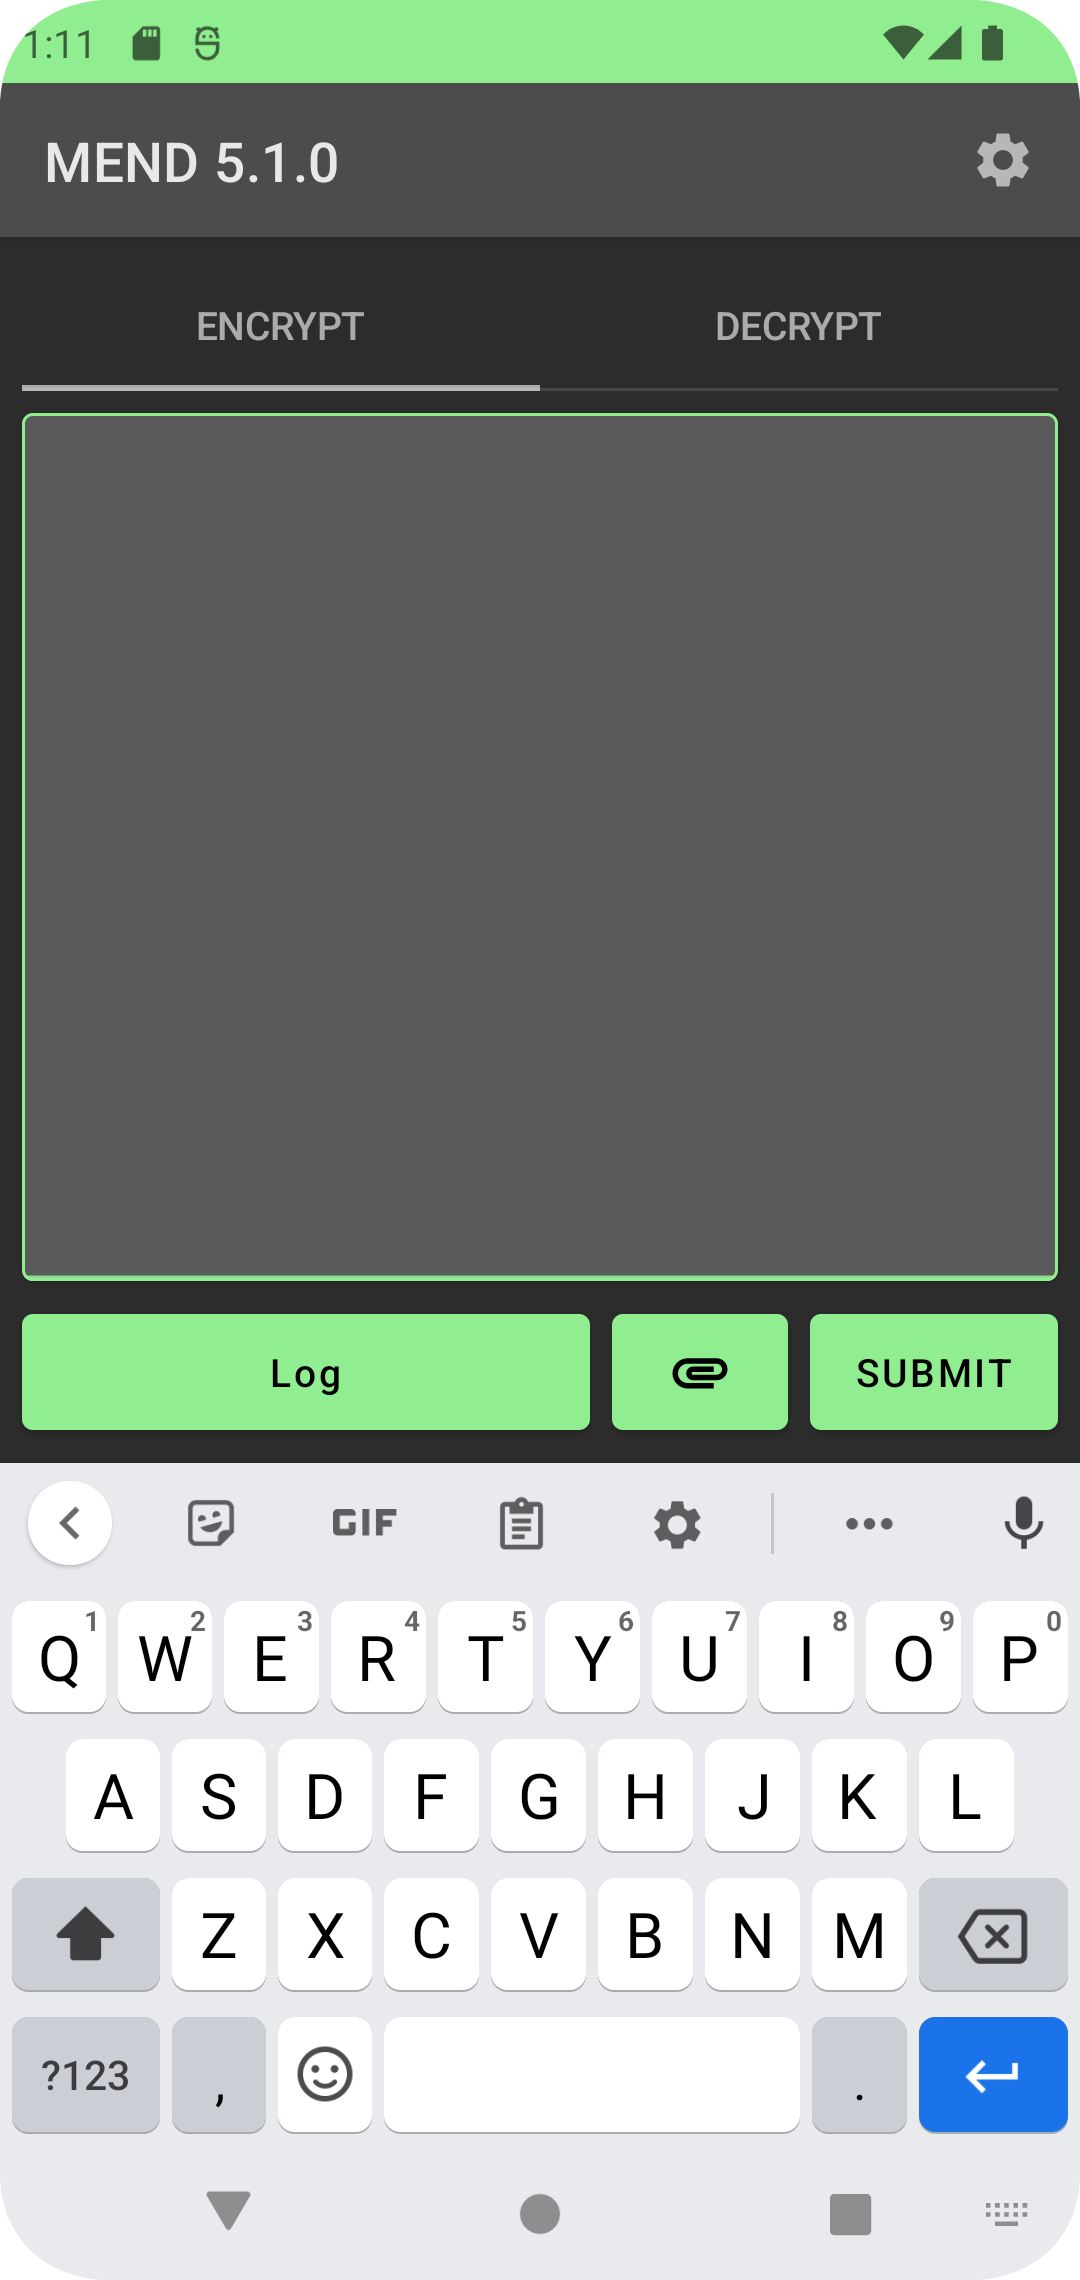 1:11
MEND 5.1.0
ENCRYPT DECRYPT
Log SUBMIT
GIF
1 2 3 4 5 6 7 8 9 0
Q W E R T Y U I O P
A S D F G H J K L
Z X C V B N M
?123 , .